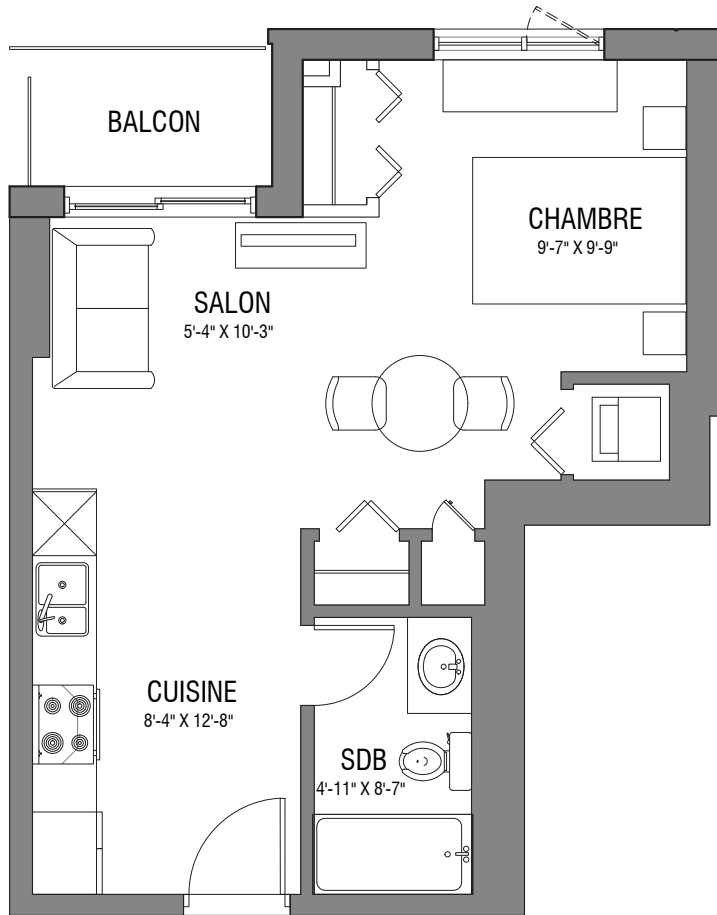 BALCON
CHAMBRE
9'-7" X 9'-9"
SALON
5'-4" X 10'-3"
CUISINE
8'-4" X 12'-8"
SDB
4'-11" X 8'-7"